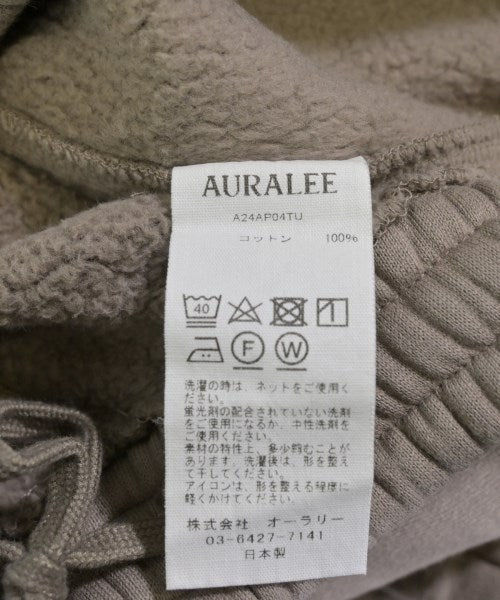 AURALEE
A24AP04TU
コットン 100%
40
F W
洗濯の時は、ネットをご使用く
ださい。
蛍光剤の配合されていない洗剤
をご使用になるか、中性洗剤を
ご使用ください。
素材の特性上、多少縮むことが
あります。洗濯後は、形を整え
て干してください。
アイロンは、形を整える程度に
軽くかけてください。
株式会社 オーラリー
03-6427-7141
日本製